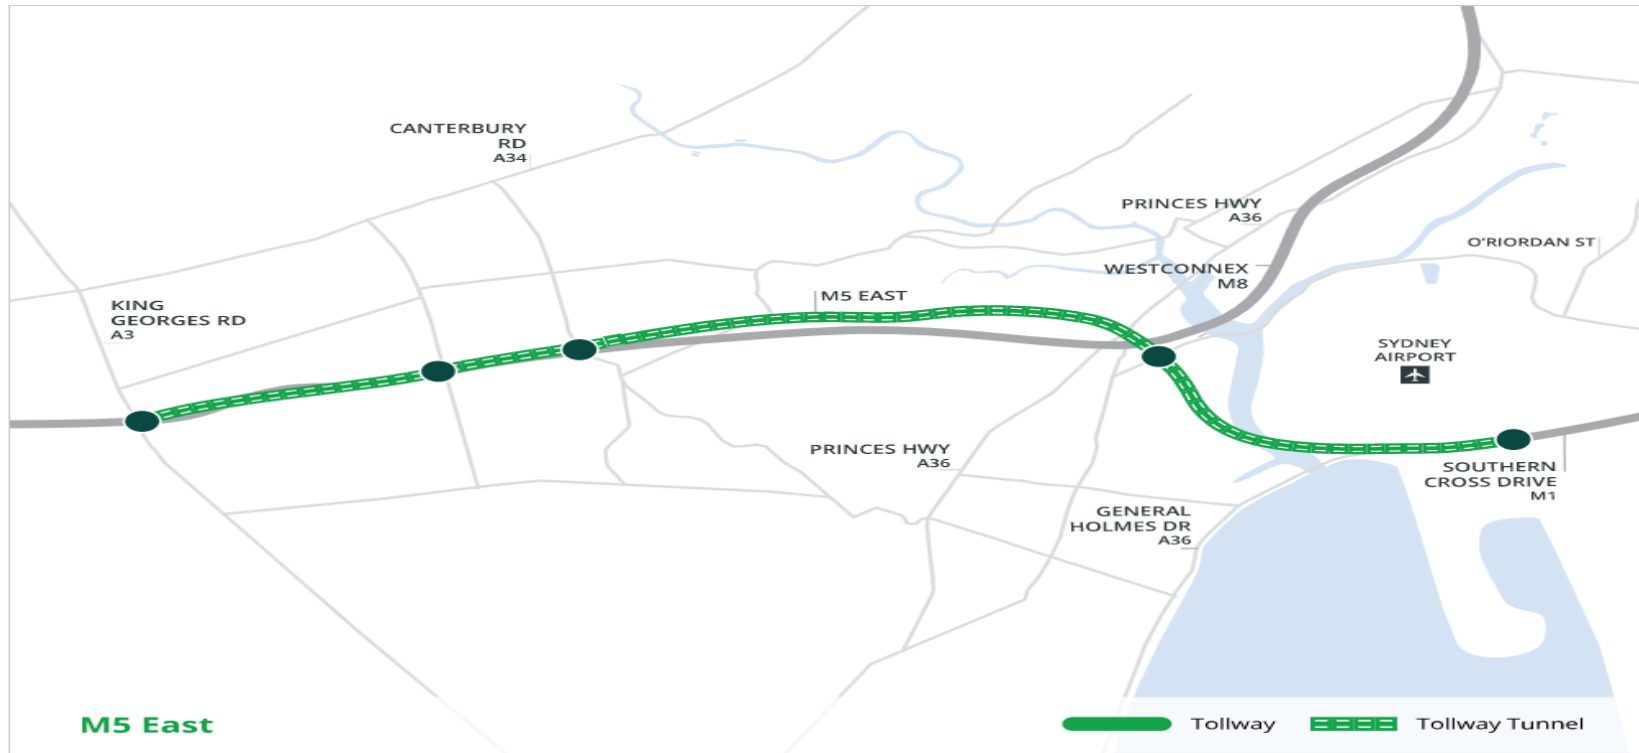 CANTERBURY
RD
A34
PRINCES HWY
A36
O'RIORDAN ST
WESTCONNEX
M8
KING
GEORGES RD
A3
M5 EAST
SYDNEY
AIRPORT
PRINCES HWY
A36
SOUTHERN
CROSS DRIVE
M1
GENERAL
HOLMES DR
A36
M5 East
Tollway
Tollway Tunnel